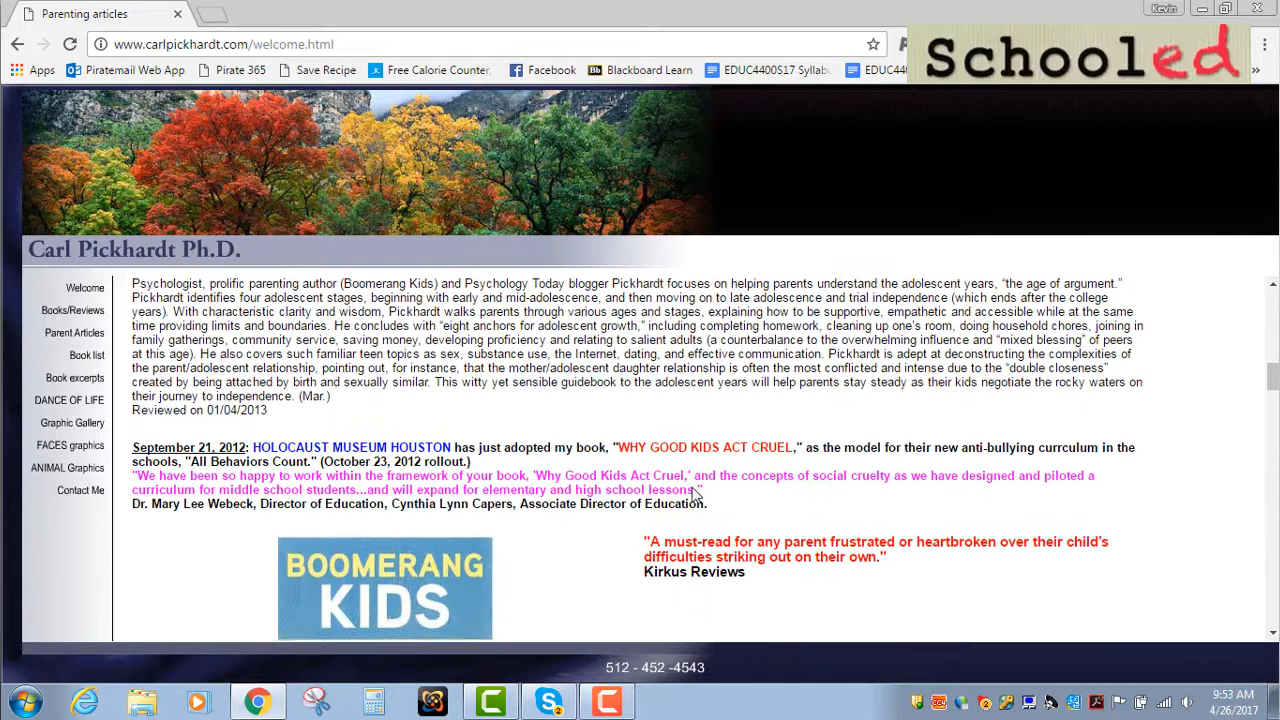 Parenting articles
Kevin
www.carlpickhardt.com/welcome.html
Apps Piratemail Web App Pirate 365 Save Recipe Free Calorie Counter, Facebook Bb Blackboard Learn EDUC4400S17 Syllab EDUC44
Schooled
Carl Pickhardt Ph.D.
Welcome
Books/Reviews
Parent Articles
Book list
Book excerpts
DANCE OF LIFE
Graphic Gallery
FACES graphics
ANIMAL Graphics
Contact Me
Psychologist, prolific parenting author (Boomerang Kids) and Psychology Today blogger Pickhardt focuses on helping parents understand the adolescent years, “the age of argument.”
Pickhardt identifies four adolescent stages, beginning with early and mid-adolescence, and then moving on to late adolescence and trial independence (which ends after the college
years). With characteristic clarity and wisdom, Pickhardt walks parents through various ages and stages, explaining how to be supportive, empathetic and accessible while at the same
time providing limits and boundaries. He concludes with “eight anchors for adolescent growth,” including completing homework, cleaning up one's room, doing household chores, joining in
family gatherings, community service, saving money, developing proficiency and relating to salient adults (a counterbalance to the overwhelming influence and “mixed blessing” of peers
at this age). He also covers such familiar teen topics as sex, substance use, the Internet, dating, and effective communication. Pickhardt is adept at deconstructing the complexities of
the parent/adolescent relationship, pointing out, for instance, that the mother/adolescent daughter relationship is often the most conflicted and intense due to the “double closeness”
created by being attached by birth and sexually similar. This witty yet sensible guidebook to the adolescent years will help parents stay steady as their kids negotiate the rocky waters on
their journey to independence. (Mar.)
Reviewed on 01/04/2013
September 21, 2012: HOLOCAUST MUSEUM HOUSTON has just adopted my book, "WHY GOOD KIDS ACT CRUEL," as the model for their new anti-bullying currculum in the
schools, "All Behaviors Count." (October 23, 2012 rollout.)
"We have been so happy to work within the framework of your book, 'Why Good Kids Act Cruel,' and the concepts of social cruelty as we have designed and piloted a
curriculum for middle school students...and will expand for elementary and high school lessons."
Dr. Mary Lee Webeck, Director of Education, Cynthia Lynn Capers, Associate Director of Education.
BOOMERANG
KIDS
"A must-read for any parent frustrated or heartbroken over their child's
difficulties striking out on their own."
Kirkus Reviews
512 - 452 -4543
9:53 AM
4/26/2017